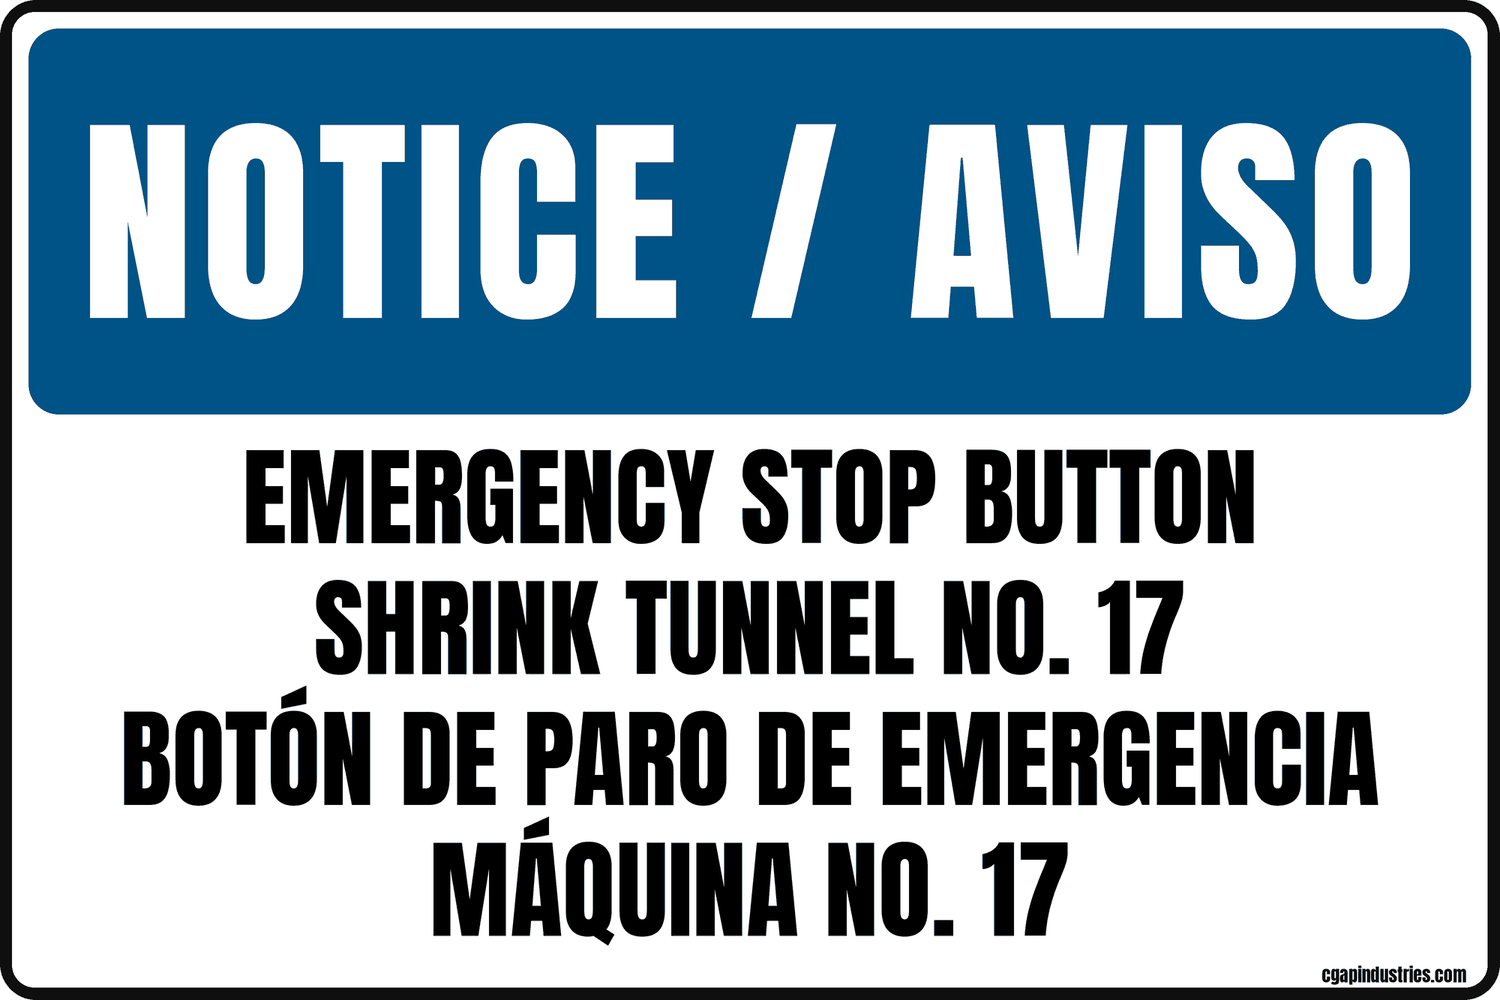 NOTICE / AVISO
EMERGENCY STOP BUTTON
SHRINK TUNNEL NO. 17
BOTÓN DE PARO DE EMERGENCIA
MÁQUINA NO. 17
cgapindustries.com